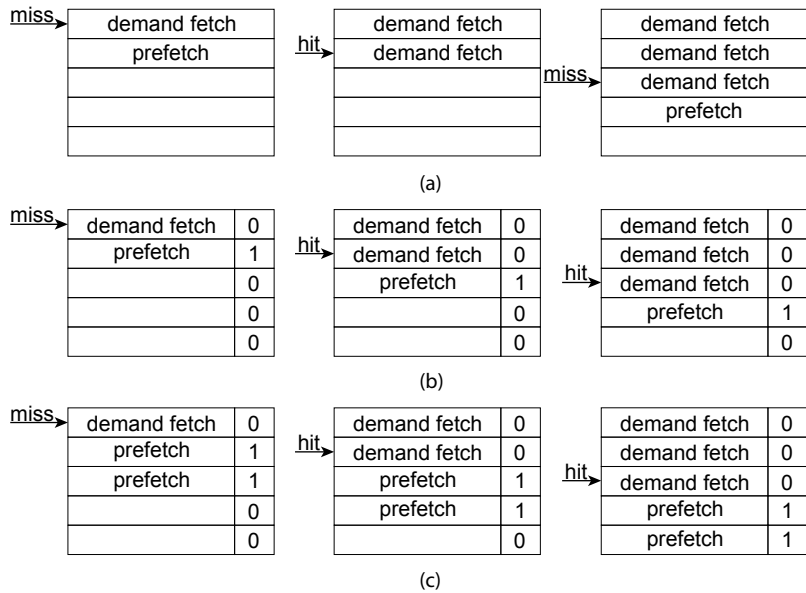 miss demand fetch
prefetch
hit demand fetch
demand fetch
miss demand fetch
demand fetch
demand fetch
prefetch
(a)
miss demand fetch 0
prefetch 1
0
0
0
hit demand fetch 0
demand fetch 0
prefetch 1
0
0
hit demand fetch 0
demand fetch 0
demand fetch 0
prefetch 1
0
(b)
miss demand fetch 0
prefetch 1
prefetch 1
0
0
hit demand fetch 0
demand fetch 0
prefetch 1
prefetch 1
0
hit demand fetch 0
demand fetch 0
demand fetch 0
prefetch 1
prefetch 1
(c)